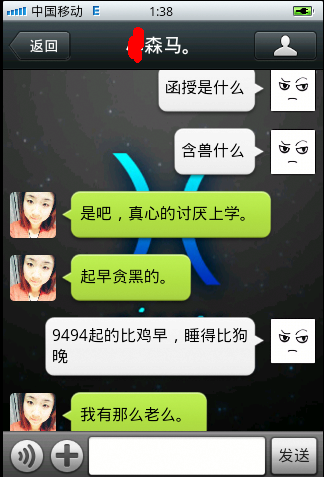 中国移动 E 1:38
返回 森马。
函授是什么
含兽什么
是吧，真心的讨厌上学。
起早贪黑的。
9494起的比鸡早，睡得比狗
晚
我有那么老么。
发送